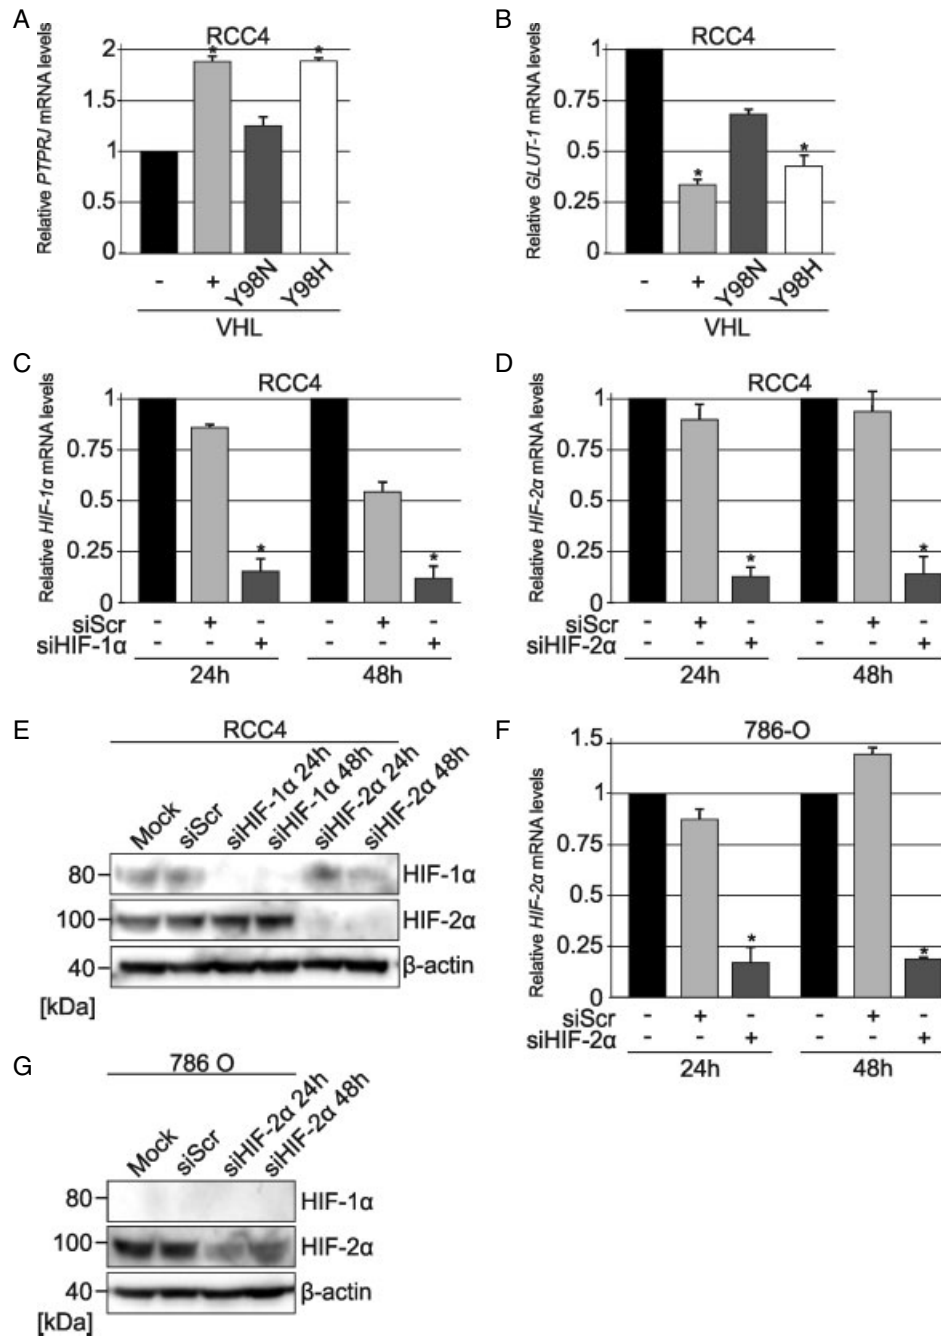 A
RCC4
Relative PTPRJ mRNA levels
2
1.5
1
0.5
0
* *
- + Y98N Y98H
VHL
B
RCC4
Relative GLUT-1 mRNA levels
1
0.75
0.5
0.25
0
* *
- + Y98N Y98H
VHL
C
RCC4
Relative HIF-1α mRNA levels
1
0.75
0.5
0.25
0
* *
siScr - + - - + -
siHIF-1α - - + - - +
24h 48h
D
RCC4
Relative HIF-2α mRNA levels
1
0.75
0.5
0.25
0
* *
siScr - + - - + -
siHIF-2α - - + - - +
24h 48h
E
RCC4
Mock siScr siHIF-1α 24h siHIF-1α 48h siHIF-2α 24h siHIF-2α 48h
80 HIF-1α
100 HIF-2α
40 β-actin
[kDa]
F
786-O
Relative HIF-2α mRNA levels
1.5
1
0.75
0.5
0.25
0
* *
siScr - + - - + -
siHIF-2α - - + - - +
24h 48h
G
786 O
Mock siScr siHIF-2α 24h siHIF-2α 48h
80 HIF-1α
100 HIF-2α
40 β-actin
[kDa]